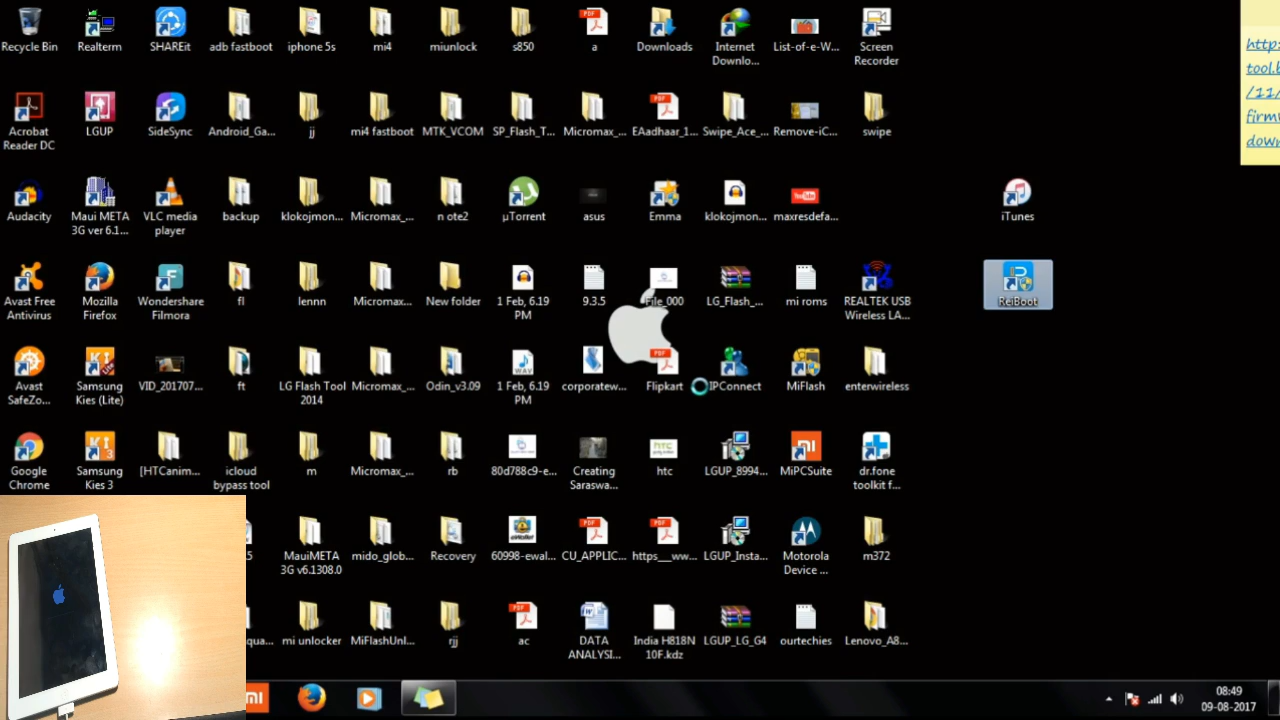 Recycle Bin
Realterm
SHAREit
adb fastboot
iphone 5s
mi4
miunlock
s850
a
Downloads
Internet
Downlo...
List-of-e-W...
Screen
Recorder
http:
tool.b
/11/
firmw
down
Acrobat
Reader DC
LGUP
SideSync
Android_Ga...
jj
mi4 fastboot
MTK_VCOM
SP_Flash_T...
Micromax_...
EAadhaar_1...
Swipe_Ace_...
Remove-iC...
swipe
Audacity
Maui META
3G ver 6.1...
VLC media
player
backup
klokojmon...
Micromax_...
n ote2
µTorrent
asus
Emma
klokojmon...
maxresdefa...
iTunes
Avast Free
Antivirus
Mozilla
Firefox
Wondershare
Filmora
fl
lennn
Micromax...
New folder
1 Feb, 6.19
PM
9.3.5
File_000
LG_Flash_...
mi roms
REALTEK USB
Wireless LA...
ReiBoot
Avast
SafeZo...
Samsung
Kies (Lite)
VID_201707...
ft
LG Flash Tool
2014
Micromax_...
Odin_v3.09
1 Feb, 6.19
PM
corporatew...
Flipkart
IPConnect
MiFlash
enterwireless
Google
Chrome
Samsung
Kies 3
[HTCanim...
icloud
bypass tool
m
Micromax_...
rb
80d788c9-e...
Creating
Saraswa...
htc
LGUP_8994...
MiPCSuite
dr.fone
toolkit f...
.5
MauiMETA
3G v6.1308.0
mido_glob...
Recovery
60998-ewal...
CU_APPLIC...
https___ww...
LGUP_Insta...
Motorola
Device ...
m372
qua...
mi unlocker
MiFlashUnl...
rjj
ac
DATA
ANALYSI...
India H818N
10F.kdz
LGUP_LG_G4
ourtechies
Lenovo_A8...
08:49
09-08-2017